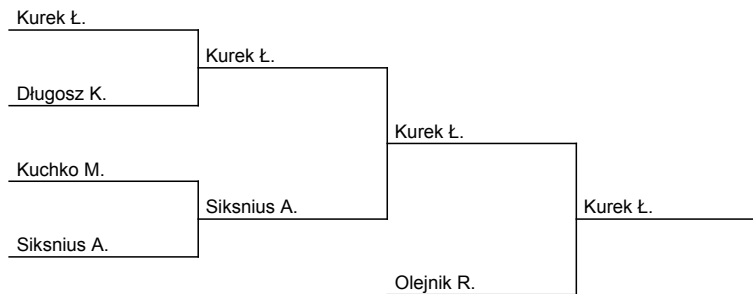 Kurek Ł.
Kurek Ł.
Długosz K.
Kurek Ł.
Kuchko M.
Siksnius A.
Kurek Ł.
Siksnius A.
Olejnik R.